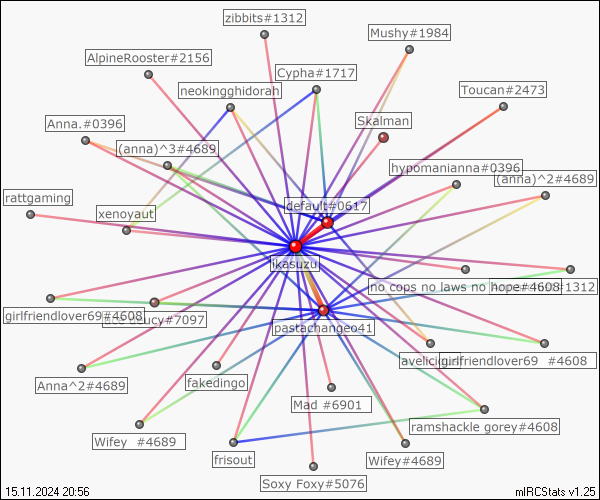 zibbits#1312
Mushy#1984
AlpineRooster#2156
Cypha#1717
neokingghidorah
Toucan#2473
Anna.#0396
Skalman
(anna)^3#4689
hypomanianna#0396
(anna)^2#4689
rattgaming
default#0617
xenoyaut
ikasuzu
no cops no laws no
hope#4608
#1312
girlfriendlover69#4608
#7097
pastachange041
girlfriendlover69 #4608
Anna^2#4689
fakedingo
Mad #6901
ramshackle gorey#4608
Wifey #4689
frisout
Wifey#4689
Soxy Foxy#5076
15.11.2024 20:56
mIRCStats v1.25